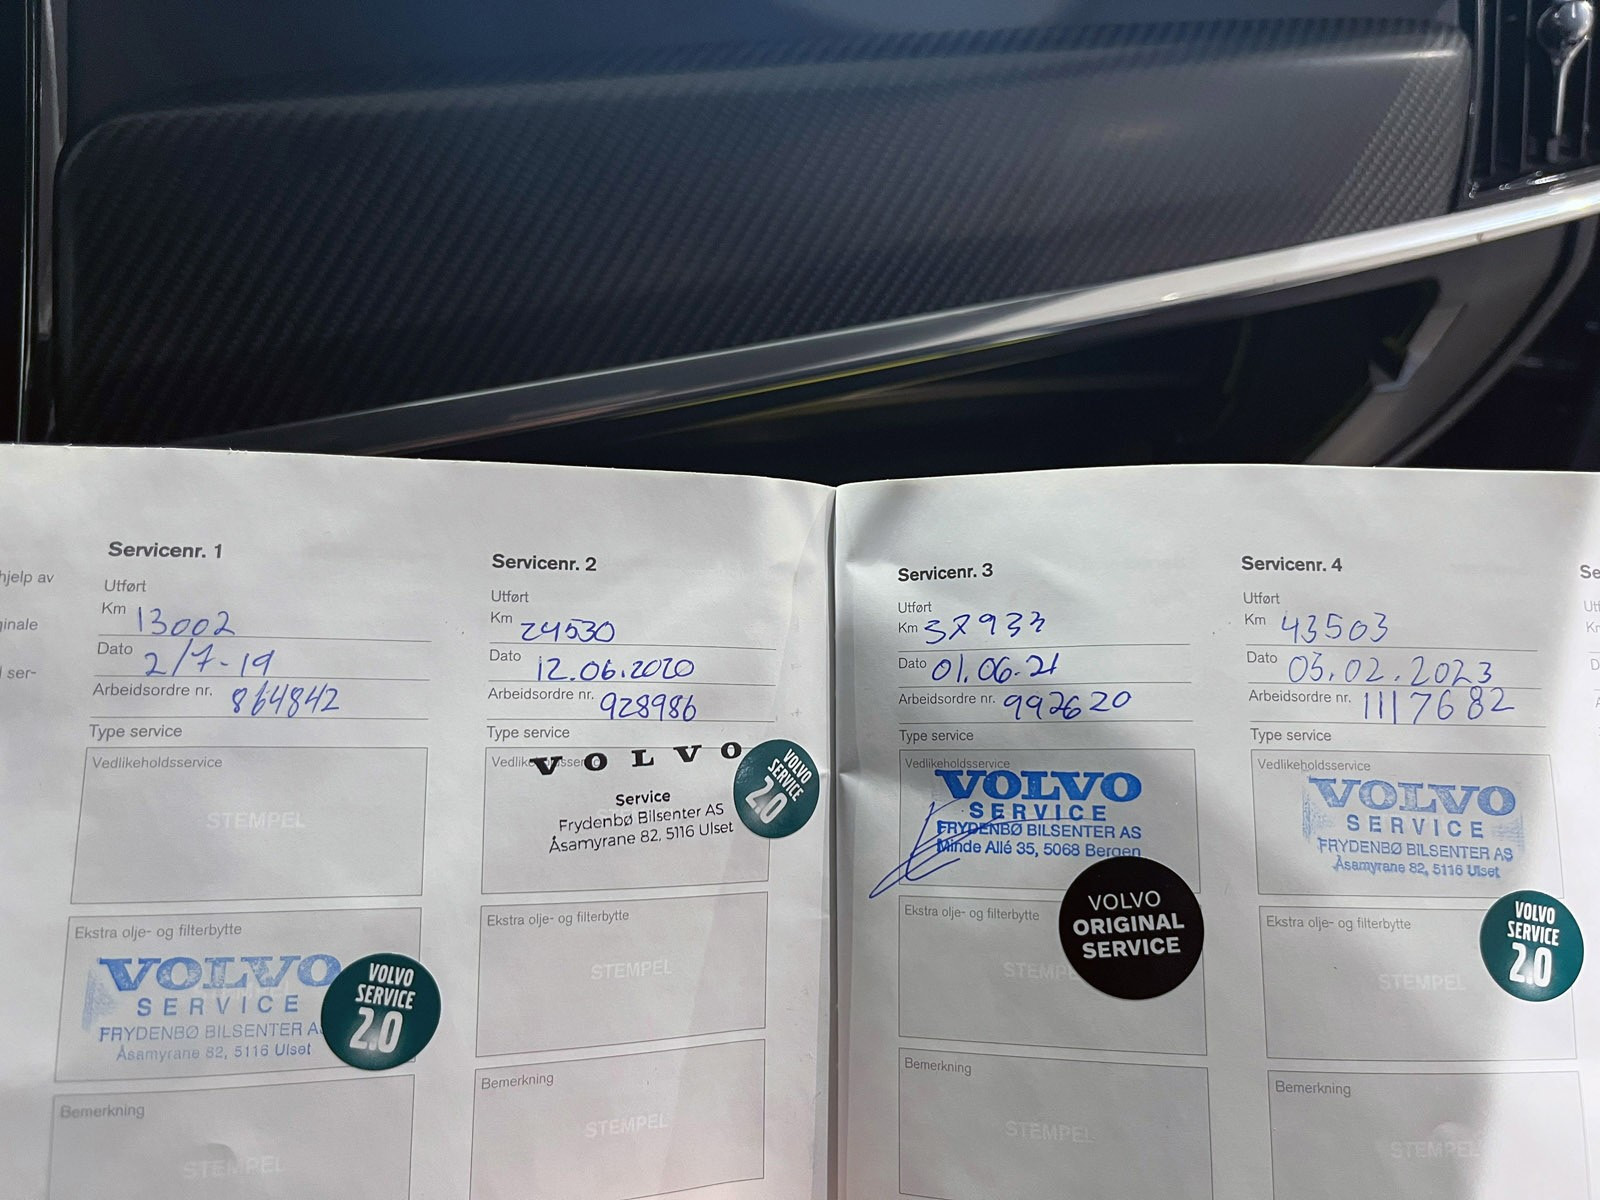 hjelp av
ginale
l ser-
Servicenr. 1
Utført
Km 13002
Dato 2/7-19
Arbeidsordre nr. 864842
Type service
Vedlikeholdsservice
STEMPEL
Ekstra olje- og filterbytte
VOLVO
SERVICE
FRYDENBØ BILSENTER
Åsamyrane 82, 5116 Ulset
VOLVO
SERVICE
2.0
Bemerkning
STEMPEL
Servicenr. 2
Utført
Km 24530
Dato 12.06.2020
Arbeidsordre nr. 928986
Type service
VOLVO
Service
Frydenbø Bilsenter AS
Åsamyrane 82, 5116 Ulset
VOLVO
SERVICE
2.0
Ekstra olje- og filterbytte
STEMPEL
Bemerkning
STEMPEL
Servicenr. 3
Utført
Km 37933
Dato 01.06.21
Arbeidsordre nr. 992620
Type service
Vedlikeholdsservice
VOLVO
SERVICE
FRYDENBØ BILSENTER AS
Minde Allé 35, 5068 Bergen
VOLVO
ORIGINAL
SERVICE
Ekstra olje- og filterbytte
STEMPEL
Bemerkning
STEMPEL
Servicenr. 4
Utført
Km 43503
Dato 03.02.2023
Arbeidsordre nr. 1117682
Type service
Vedlikeholdsservice
VOLVO
SERVICE
FRYDENBØ BILSENTER AS
Åsamyrane 82, 5116 Ulset
VOLVO
SERVICE
2.0
Ekstra olje- og filterbytte
STEMPEL
Bemerkning
STEMPEL